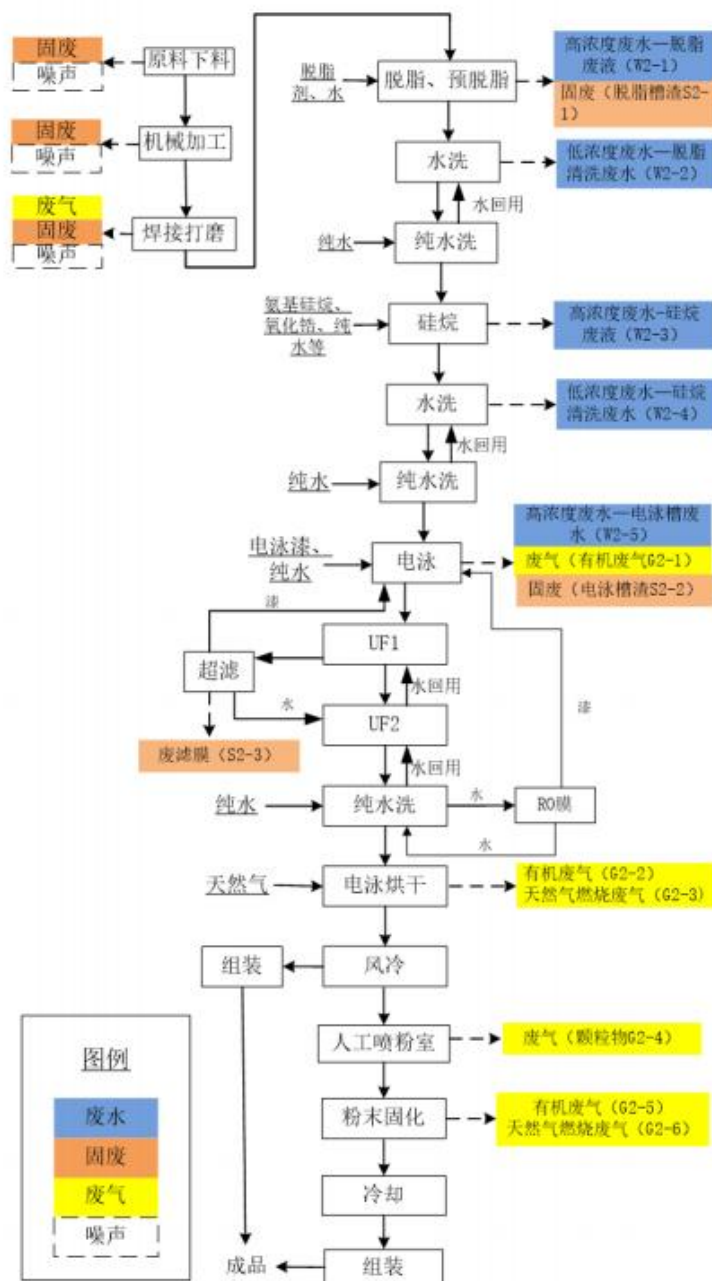 固废
噪声
原料下料
固废
噪声
机械加工
废气
固废
噪声
焊接打磨
脱脂
剂、水
脱脂、预脱脂
高浓度废水—脱脂
废液（W2-1）
固废（脱脂槽渣S2-
1）
水洗
低浓度废水—脱脂
清洗废水（W2-2）
水回用
纯水
纯水洗
氨基硅烷、
氧化锆、纯
水等
硅烷
高浓度废水-硅烷
废液（W2-3）
水洗
低浓度废水—硅烷
清洗废水（W2-4）
水回用
纯水
纯水洗
电泳漆、
纯水
电泳
高浓度废水—电泳槽废
水（W2-5）
废气（有机废气G2-1）
固废（电泳槽渣S2-2）
漆
UF1
超滤
水回用
水
UF2
漆
废滤膜（S2-3）
水回用
纯水
纯水洗
水
RO膜
水
天然气
电泳烘干
有机废气（G2-2）
天然气燃烧废气（G2-3）
组装
风冷
人工喷粉室
废气（颗粒物G2-4）
粉末固化
有机废气（G2-5）
天然气燃烧废气（G2-6）
冷却
成品
组装
图例
废水
固废
废气
噪声